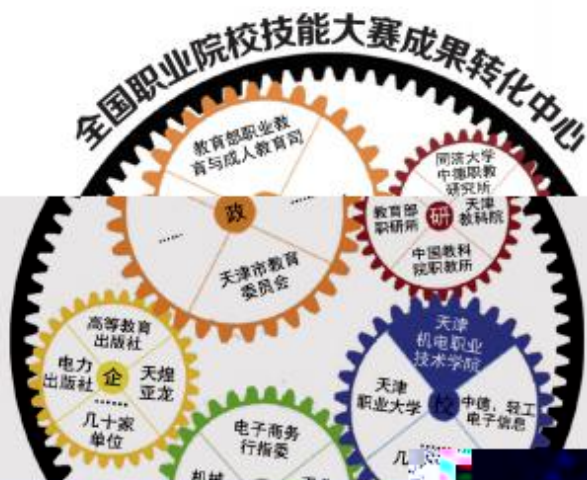 全国职业院校技能大赛成果转化中心
教育部职业教
育与成人教育司
政
……
……
天津市教育
委员会
同济大学
中德职教
研究所
教育部
职研所
研
天津
教科院
中国教科
院职教所
高等教育
出版社
电力
出版社
企
天煌
亚龙
……
几十家
单位
天津
机电职业
技术学院
天津
职业大学
校
中德、轻工
电子信息
……
几
电子商务
行指委
机械